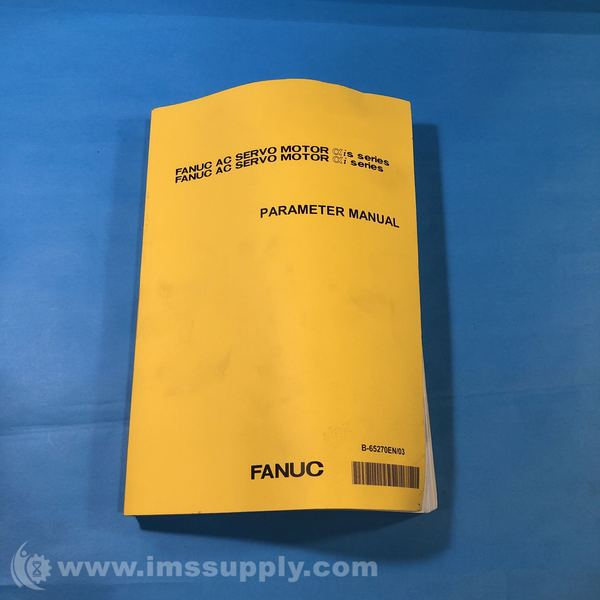 FANUC AC SERVO MOTOR αis series
FANUC AC SERVO MOTOR αi series
PARAMETER MANUAL
B-65270EN/03
FANUC
www.imssupply.com